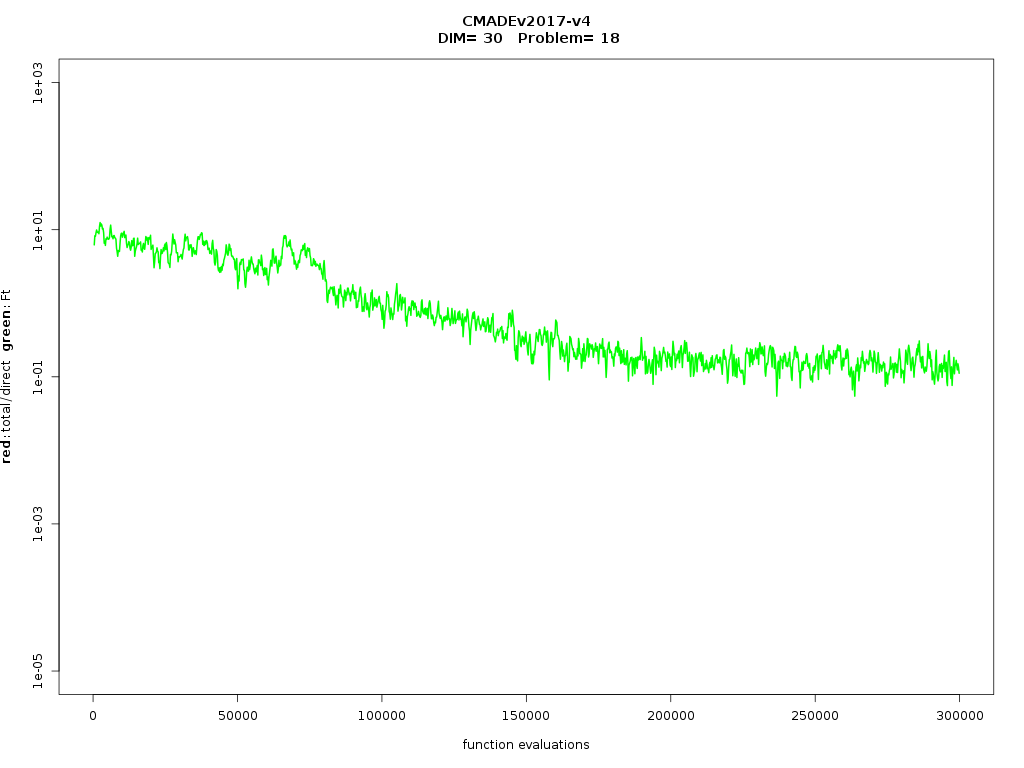 CMADEv2017-v4
DIM= 30 Problem= 18
red:total/direct green:Ft
1e+03
1e+01
1e-01
1e-03
1e-05
0 50000 100000 150000 200000 250000 300000
function evaluations